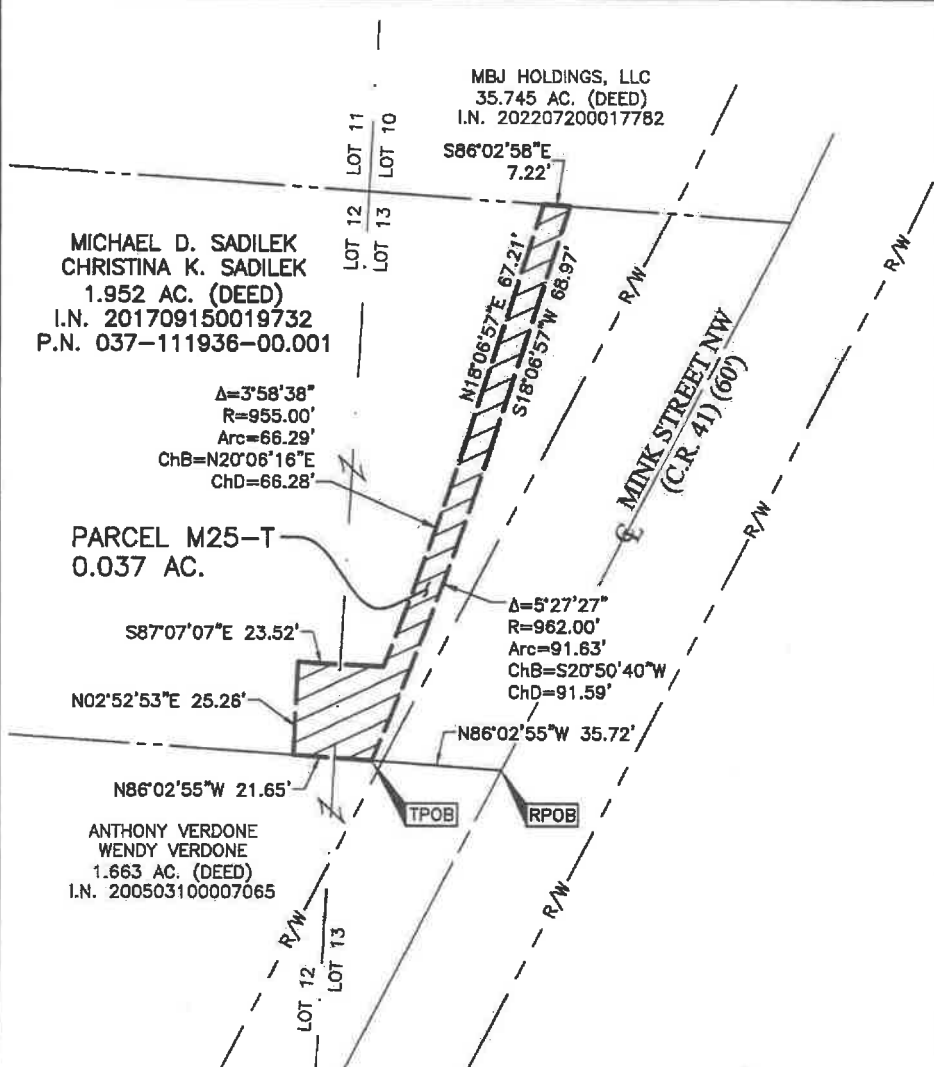 MBJ HOLDINGS, LLC
35.745 AC. (DEED)
I.N. 202207200017782
S86°02'58"E
7.22'
LOT 11
LOT 10
LOT 12
LOT 13
MICHAEL D. SADILEK
CHRISTINA K. SADILEK
1.952 AC. (DEED)
I.N. 201709150019732
P.N. 037-111936-00.001
N18°06'57"E 67.21'
S18°06'57"W 68.97'
R/W
R/W
MINK STREET NW
(C.R. 41) (60')
Δ=3°58'38"
R=955.00'
Arc=66.29'
ChB=N20°06'16"E
ChD=66.28'
PARCEL M25-T
0.037 AC.
R/W
Δ=5°27'27"
R=962.00'
Arc=91.63'
ChB=S20°50'40"W
ChD=91.59'
S87°07'07"E 23.52'
N02°52'53"E 25.26'
N86°02'55"W 35.72'
N86°02'55"W 21.65'
TPOB
RPOB
ANTHONY VERDONE
WENDY VERDONE
1.663 AC. (DEED)
I.N. 200503100007065
R/W
R/W
LOT 12
LOT 13